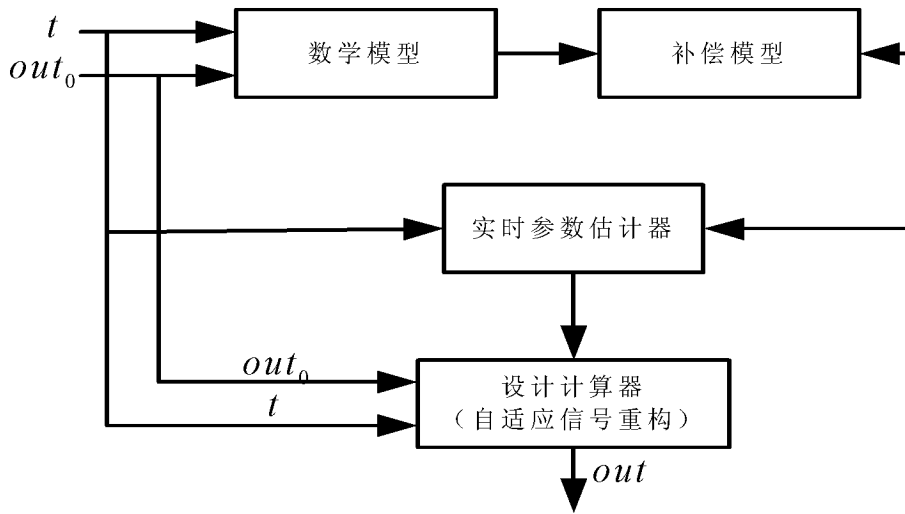 t
数学模型
补偿模型
out₀
实时参数估计器
out₀
设计计算器
t
（自适应信号重构）
out